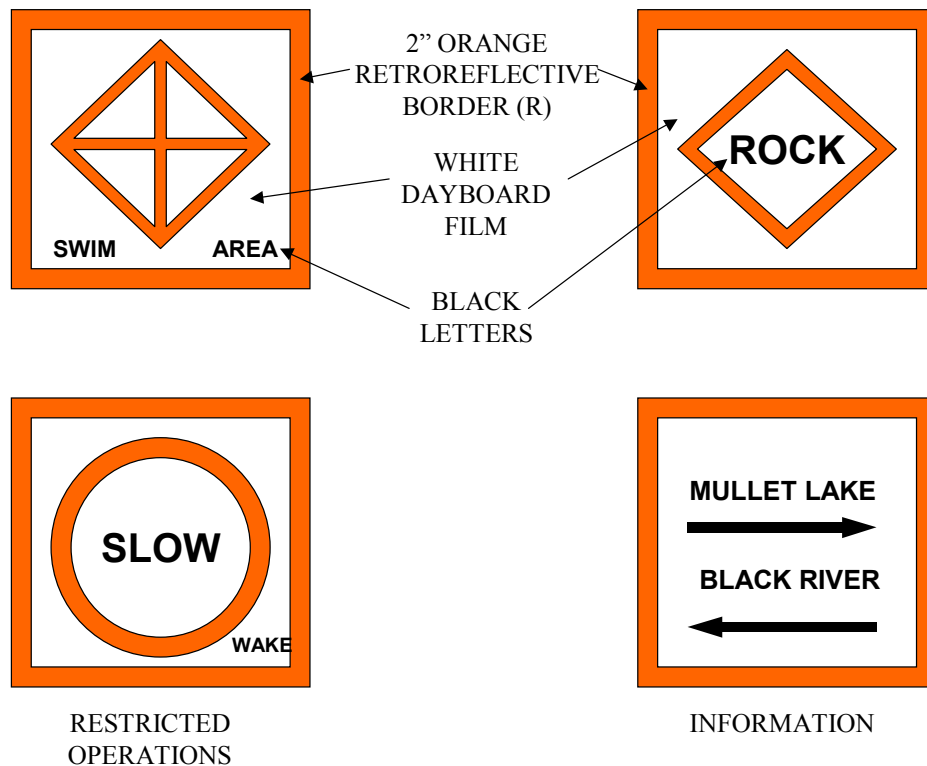 2” ORANGE
RETROREFLECTIVE
BORDER (R)
ROCK
WHITE
DAYBOARD
FILM
SWIM AREA
BLACK
LETTERS
SLOW
WAKE
MULLET LAKE
BLACK RIVER
RESTRICTED
OPERATIONS
INFORMATION